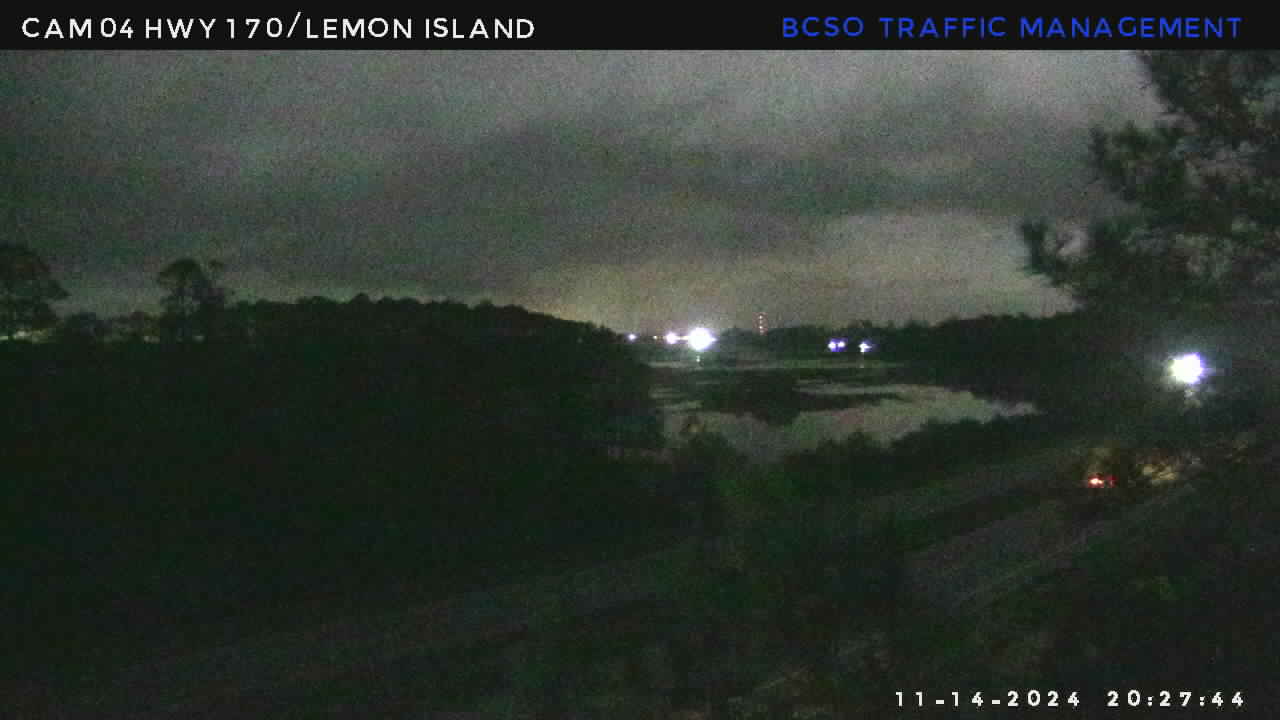 CAM04 HWY 170/LEMON ISLAND
BCSO TRAFFIC MANAGEMENT
11-14-2024 20:27:44